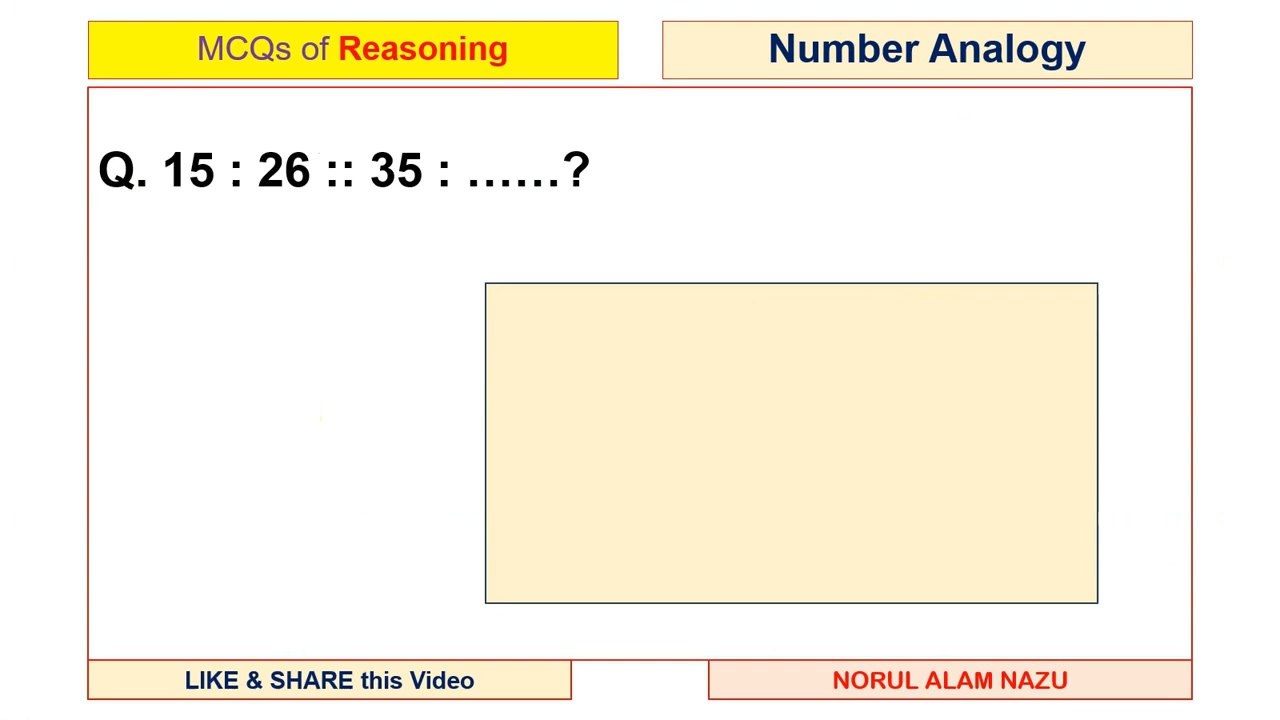 MCQs of Reasoning
Number Analogy
Q. 15 : 26 :: 35 : ……?
LIKE & SHARE this Video
NORUL ALAM NAZU